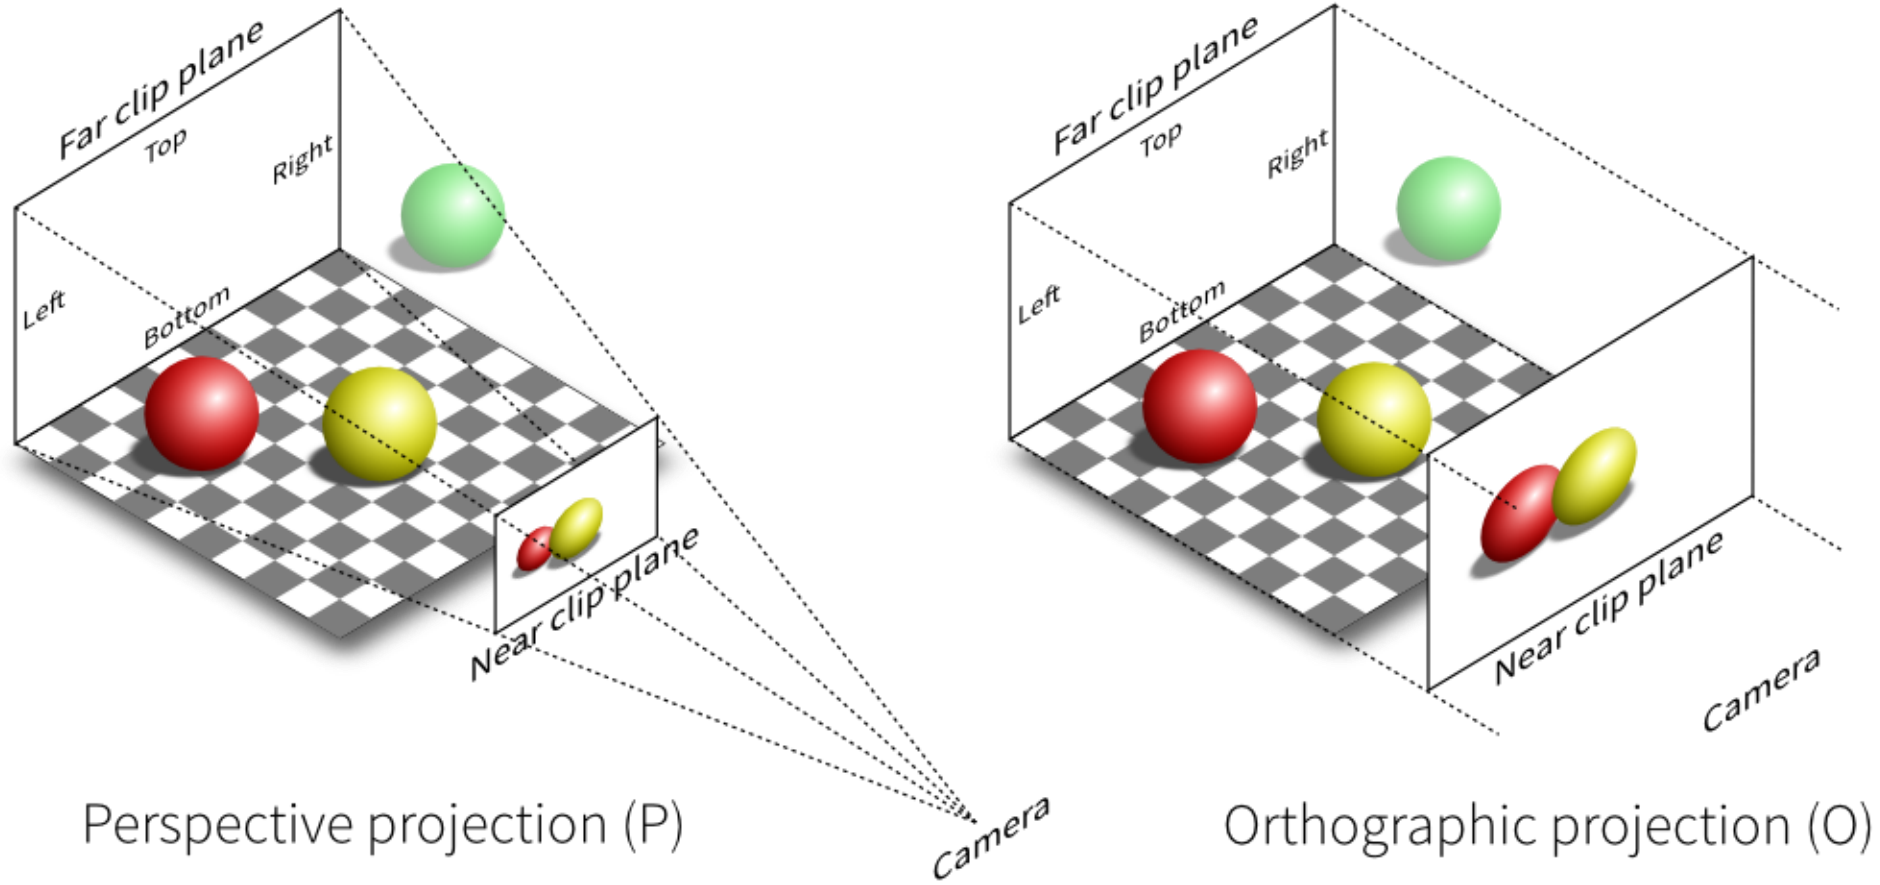 Far clip plane
Top
Right
Left
Bottom
Near clip plane
Camera
Perspective projection (P)
Far clip plane
Top
Right
Left
Bottom
Near clip plane
Camera
Orthographic projection (O)